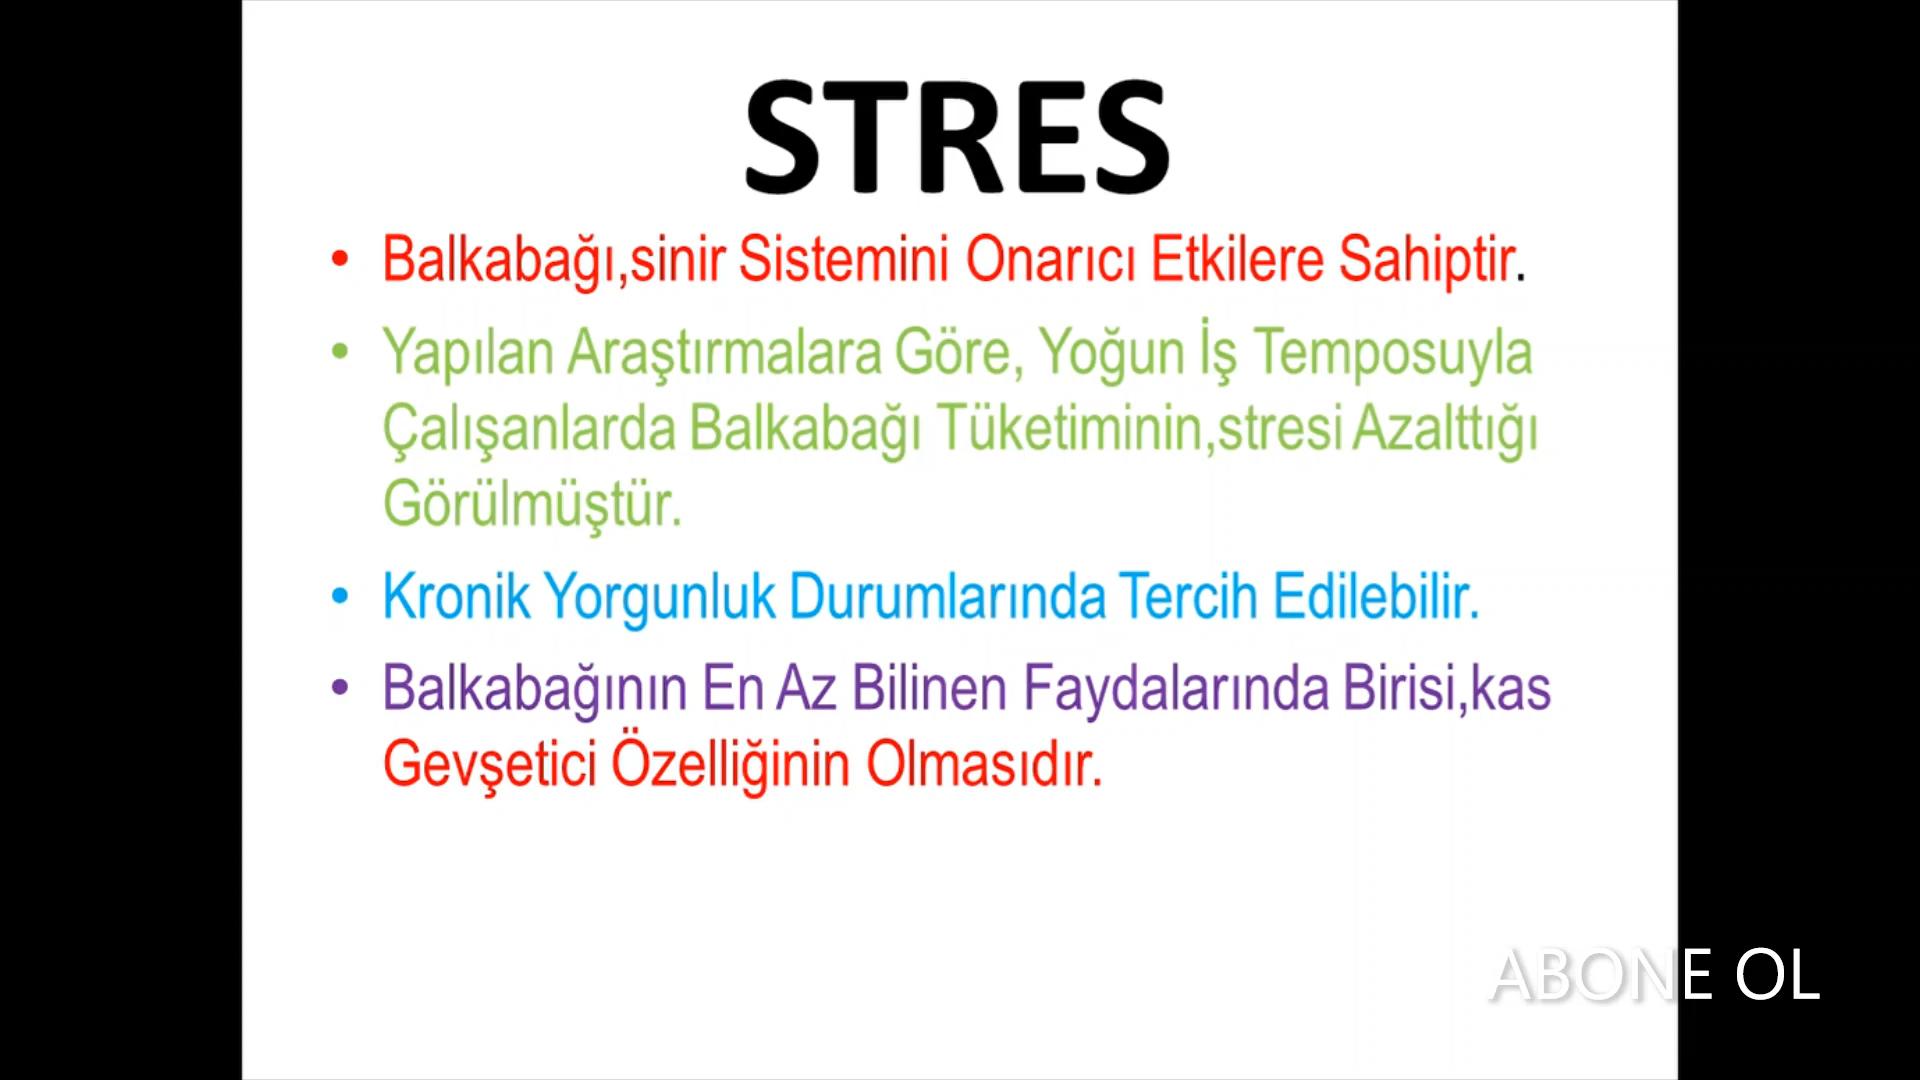 STRES
• Balkabağı,sinir Sistemini Onarıcı Etkilere Sahiptir.
• Yapılan Araştırmalara Göre, Yoğun İş Temposuyla
Çalışanlarda Balkabağı Tüketiminin,stresi Azalttığı
Görülmüştür.
• Kronik Yorgunluk Durumlarında Tercih Edilebilir.
• Balkabağının En Az Bilinen Faydalarında Birisi,kas
Gevşetici Özelliğinin Olmasıdır.
ABONE OL